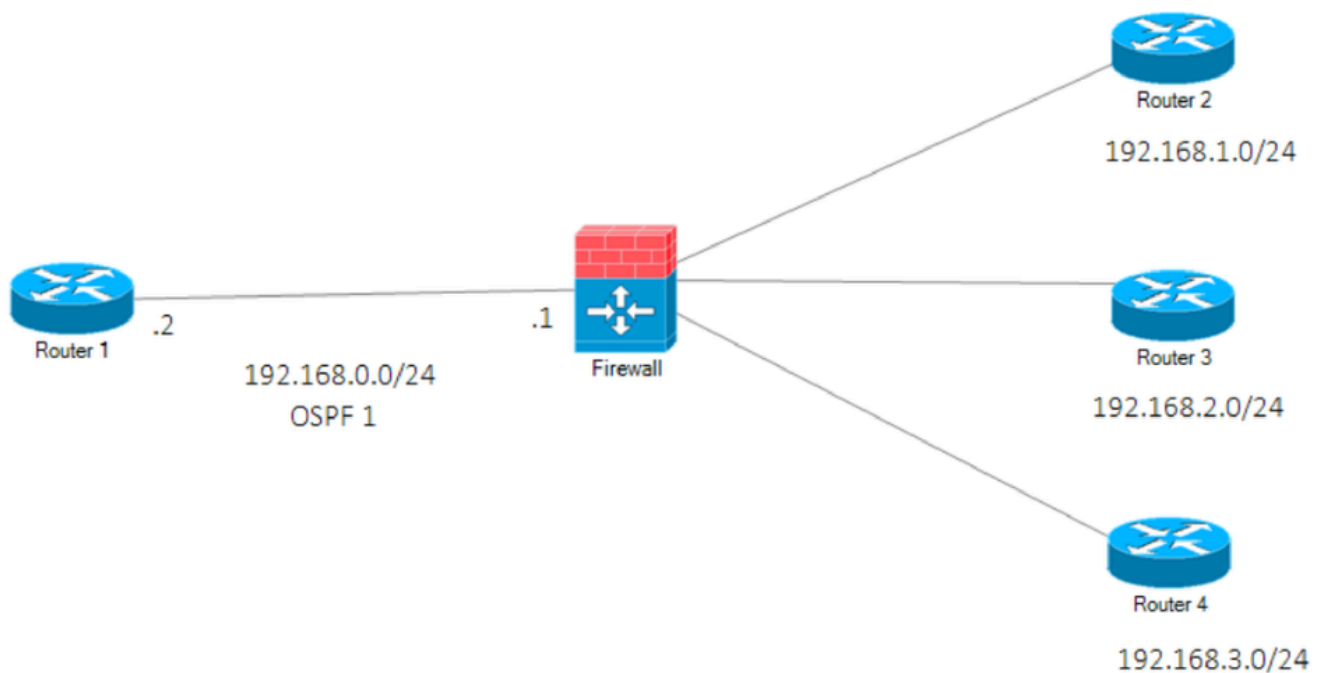 Router 2
192.168.1.0/24
Router 1
.2
.1
Firewall
192.168.0.0/24
OSPF 1
Router 3
192.168.2.0/24
Router 4
192.168.3.0/24